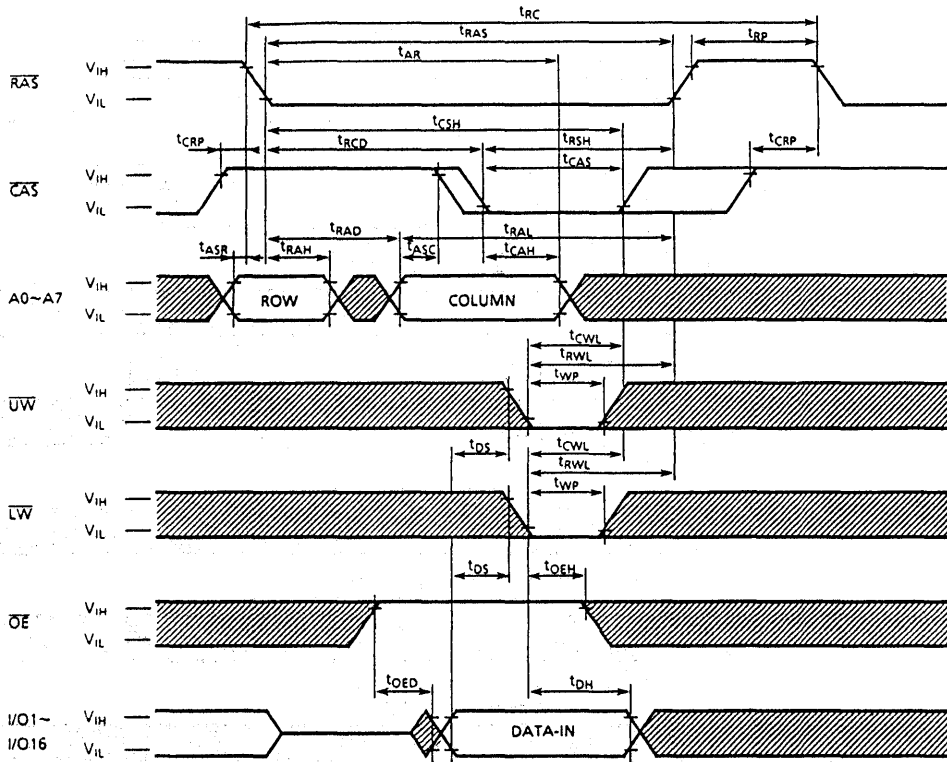 tRC
tRAS
tRP
tAR
RAS
VIH
VIL
tCSH
tCRP
tRCD
tRSH
tCRP
tCAS
CAS
VIH
VIL
tRAD
tRAL
tASR
tRAH
tASC
tCAH
A0~A7
VIH
VIL
ROW
COLUMN
tCWL
tRWL
tWP
UW
VIH
VIL
tDS
tCWL
tRWL
tWP
LW
VIH
VIL
tDS
tOEH
OE
VIH
VIL
tOED
tDH
I/O1~
I/O16
VIH
VIL
DATA-IN